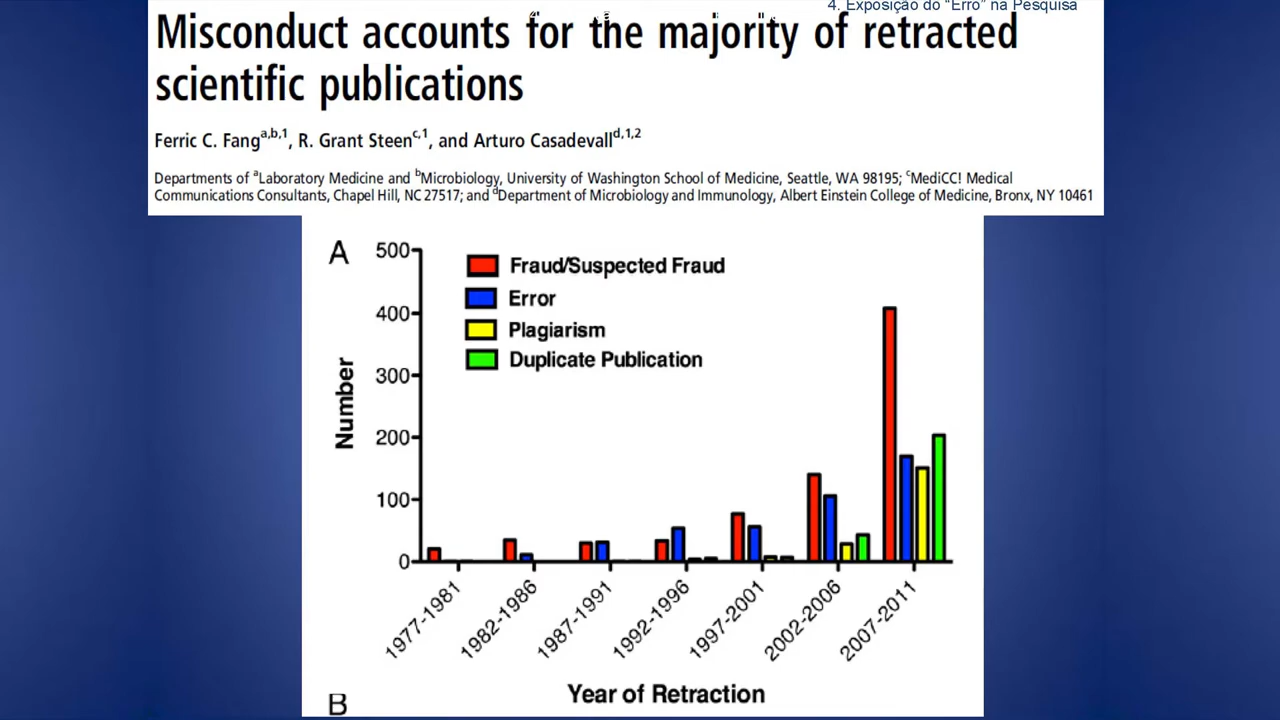 4. Exposição do “Erro” na Pesquisa
Misconduct accounts for the majority of retracted
scientific publications
Ferric C. Fang^a,b,1, R. Grant Steen^c,1, and Arturo Casadevall^d,1,2
Departments of ^aLaboratory Medicine and ^bMicrobiology, University of Washington School of Medicine, Seattle, WA 98195; ^cMediCC! Medical
Communications Consultants, Chapel Hill, NC 27517; and ^dDepartment of Microbiology and Immunology, Albert Einstein College of Medicine, Bronx, NY 10461
A
Fraud/Suspected Fraud
Error
Plagiarism
Duplicate Publication
Number
500
400
300
200
100
0
1977-1981
1982-1986
1987-1991
1992-1996
1997-2001
2002-2006
2007-2011
Year of Retraction
B